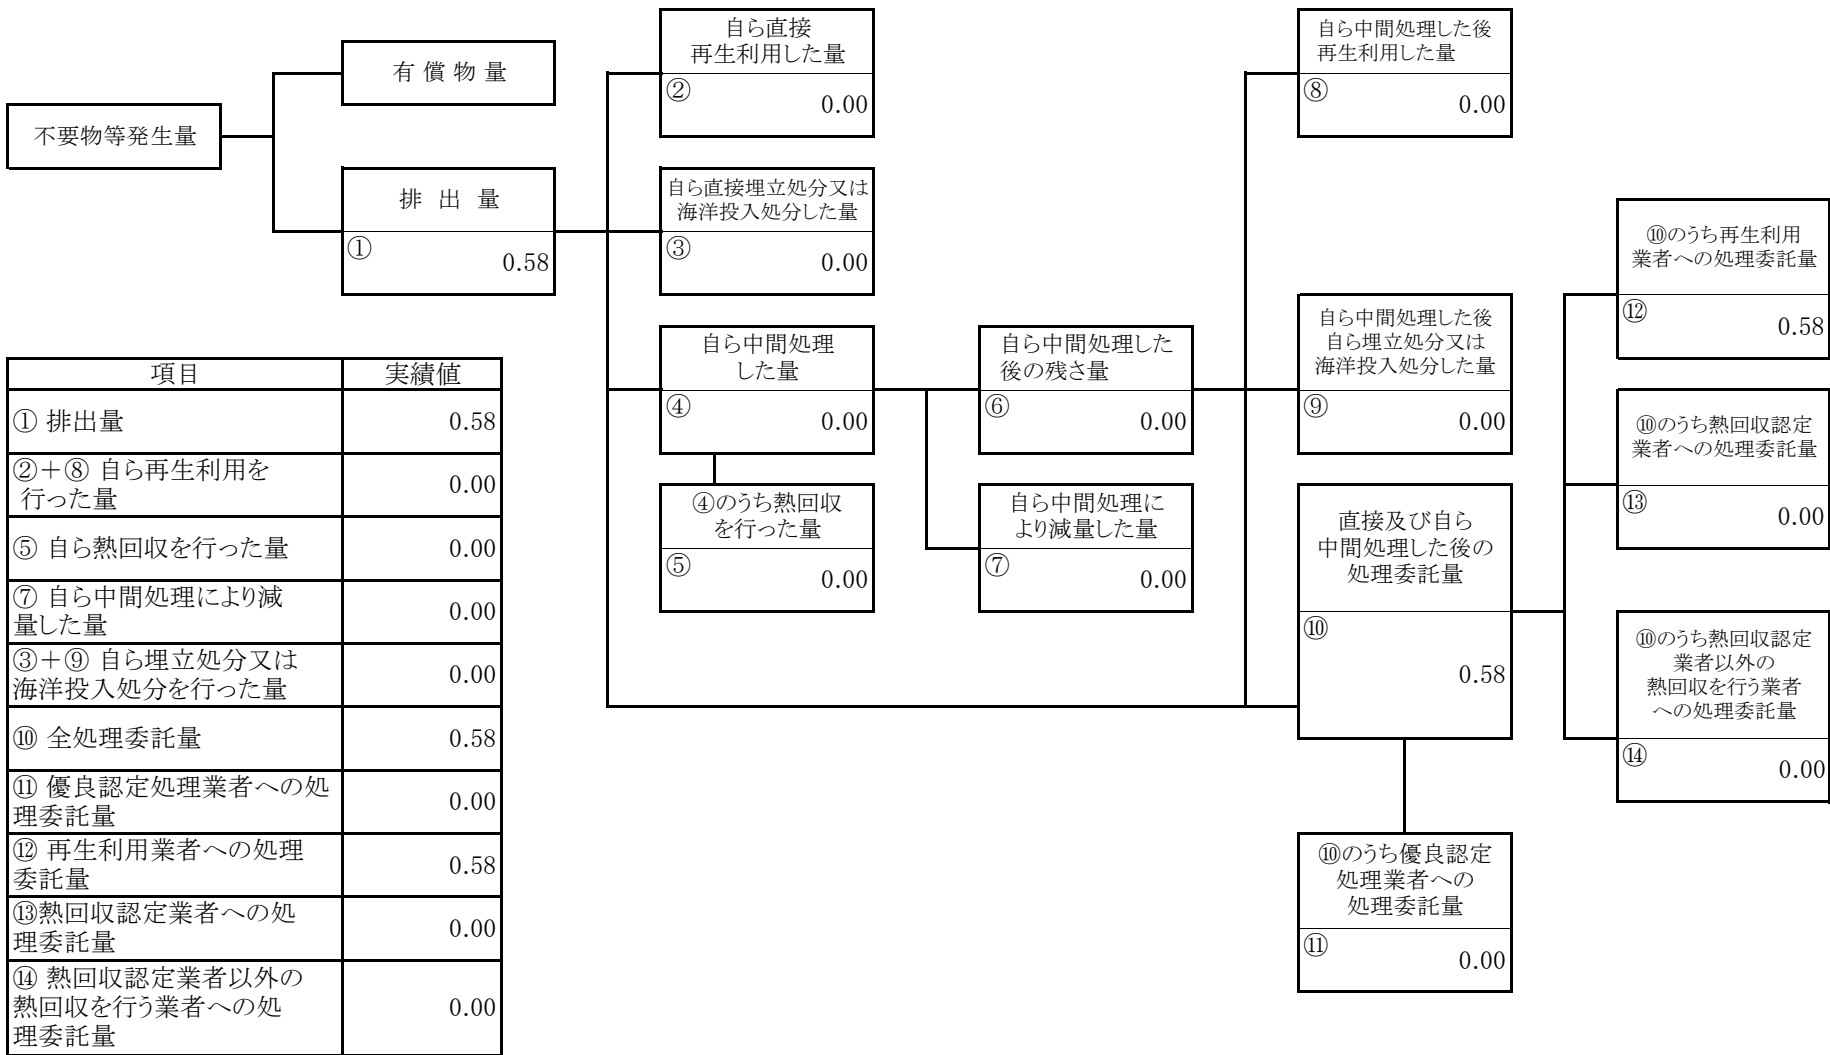 不要物等発生量
有 償 物 量
排 出 量
① 0.58
自ら直接
再生利用した量
② 0.00
自ら直接埋立処分又は
海洋投入処分した量
③ 0.00
自ら中間処理
した量
④ 0.00
④のうち熱回収
を行った量
⑤ 0.00
自ら中間処理した
後の残さ量
⑥ 0.00
自ら中間処理に
より減量した量
⑦ 0.00
自ら中間処理した後
再生利用した量
⑧ 0.00
自ら中間処理した後
自ら埋立処分又は
海洋投入処分した量
⑨ 0.00
直接及び自ら
中間処理した後の
処理委託量
⑩
0.58
⑩のうち優良認定
処理業者への
処理委託量
⑪ 0.00
⑩のうち再生利用
業者への処理委託量
⑫ 0.58
⑩のうち熱回収認定
業者への処理委託量
⑬ 0.00
⑩のうち熱回収認定
業者以外の
熱回収を行う業者
への処理委託量
⑭ 0.00
項目 実績値
① 排出量 0.58
②＋⑧ 自ら再生利用を
行った量 0.00
⑤ 自ら熱回収を行った量 0.00
⑦ 自ら中間処理により減
量した量 0.00
③＋⑨ 自ら埋立処分又は
海洋投入処分を行った量 0.00
⑩ 全処理委託量 0.58
⑪ 優良認定処理業者への処
理委託量 0.00
⑫ 再生利用業者への処理
委託量 0.58
⑬熱回収認定業者への処
理委託量 0.00
⑭ 熱回収認定業者以外の
熱回収を行う業者への処
理委託量 0.00